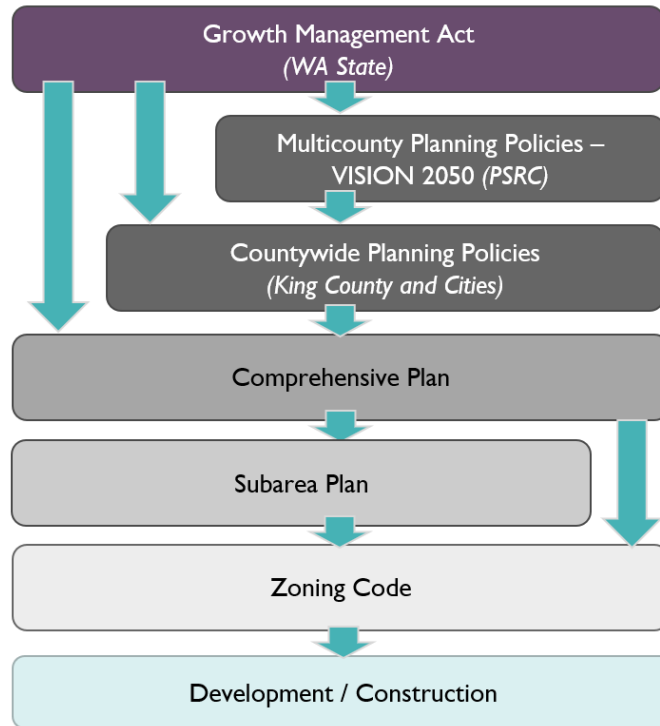 Growth Management Act
(WA State)
Multicounty Planning Policies –
VISION 2050 (PSRC)
Countywide Planning Policies
(King County and Cities)
Comprehensive Plan
Subarea Plan
Zoning Code
Development / Construction